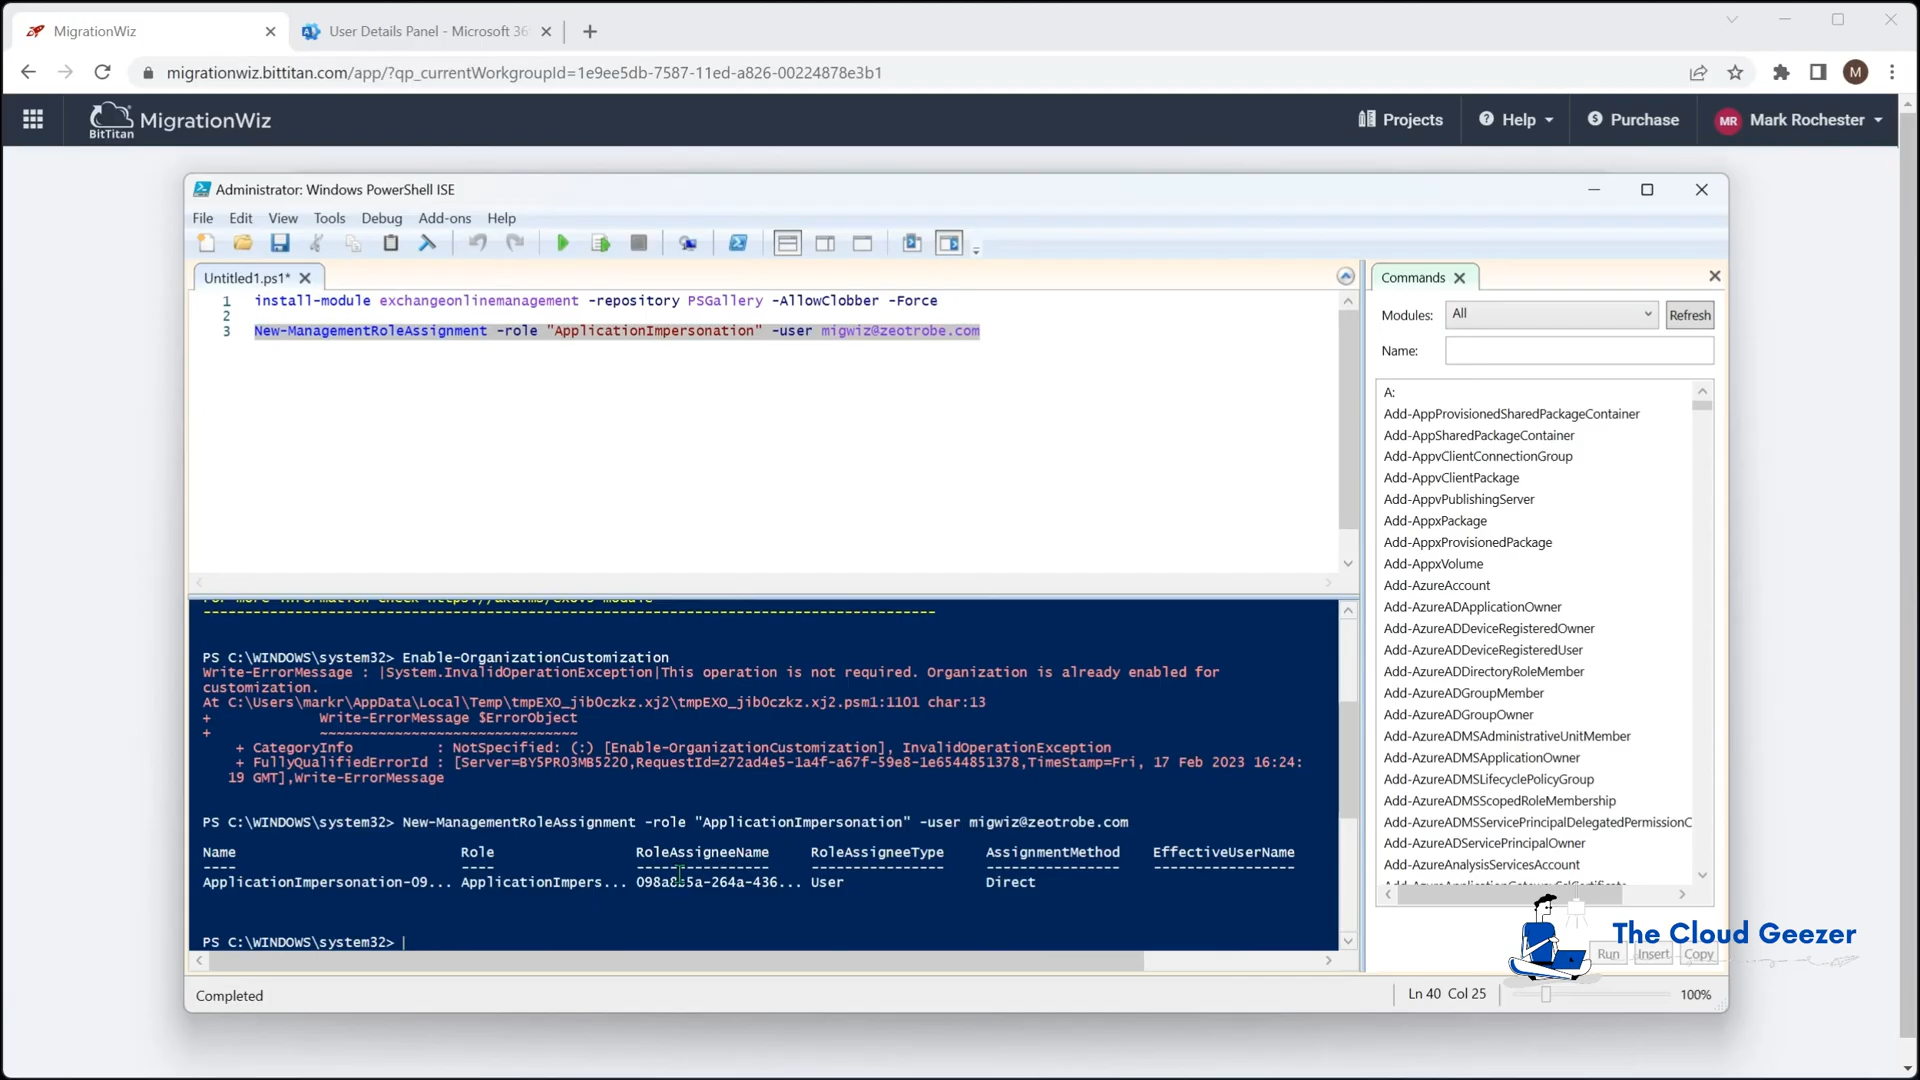 MigrationWiz
User Details Panel - Microsoft 36
migrationwiz.bittitan.com/app/?qp_currentWorkgroupId=1e9ee5db-7587-11ed-a826-00224878e3b1
M
BitTitan
MigrationWiz
Projects
Help
Purchase
MR
Mark Rochester
Administrator: Windows PowerShell ISE
File Edit View Tools Debug Add-ons Help
Untitled1.ps1*
1 install-module exchangeonlinemanagement -repository PSGallery -AllowClobber -Force
2
3 New-ManagementRoleAssignment -role "ApplicationImpersonation" -user migwiz@zeotrobe.com
----------------------------------------------------------------------------------------
PS C:\WINDOWS\system32> Enable-OrganizationCustomization
Write-ErrorMessage : |System.InvalidOperationException|This operation is not required. Organization is already enabled for
customization.
At C:\Users\markr\AppData\Local\Temp\tmpEXO_jib0czkz.xj2\tmpEXO_jib0czkz.xj2.psm1:1101 char:13
+ Write-ErrorMessage $ErrorObject
+ ~~~~~~~~~~~~~~~~~~~~~~~~~~~~~~~
+ CategoryInfo : NotSpecified: (:) [Enable-OrganizationCustomization], InvalidOperationException
+ FullyQualifiedErrorId : [Server=BY5PR03MB5220,RequestId=272ad4e5-1a4f-a67f-59e8-1e6544851378,TimeStamp=Fri, 17 Feb 2023 16:24:
19 GMT],Write-ErrorMessage
PS C:\WINDOWS\system32> New-ManagementRoleAssignment -role "ApplicationImpersonation" -user migwiz@zeotrobe.com
Name Role RoleAssigneeName RoleAssigneeType AssignmentMethod EffectiveUserName
---- ---- ---------------- ---------------- ---------------- -----------------
ApplicationImpersonation-09... ApplicationImpers... User Direct
PS C:\WINDOWS\system32>
Completed
Ln 40 Col 25
100%
Commands
Modules: All Refresh
Name:
A:
Add-AppProvisionedSharedPackageContainer
Add-AppSharedPackageContainer
Add-AppvClientConnectionGroup
Add-AppvClientPackage
Add-AppvPublishingServer
Add-AppxPackage
Add-AppxProvisionedPackage
Add-AppxVolume
Add-AzureAccount
Add-AzureADApplicationOwner
Add-AzureADDeviceRegisteredOwner
Add-AzureADDeviceRegisteredUser
Add-AzureADDirectoryRoleMember
Add-AzureADGroupMember
Add-AzureADGroupOwner
Add-AzureADMSAdministrativeUnitMember
Add-AzureADMSApplicationOwner
Add-AzureADMSLifecyclePolicyGroup
Add-AzureADMSScopedRoleMembership
Add-AzureADMSServicePrincipalDelegatedPermissionC
Add-AzureADServicePrincipalOwner
Add-AzureAnalysisServicesAccount
Run Insert Copy
The Cloud Geezer